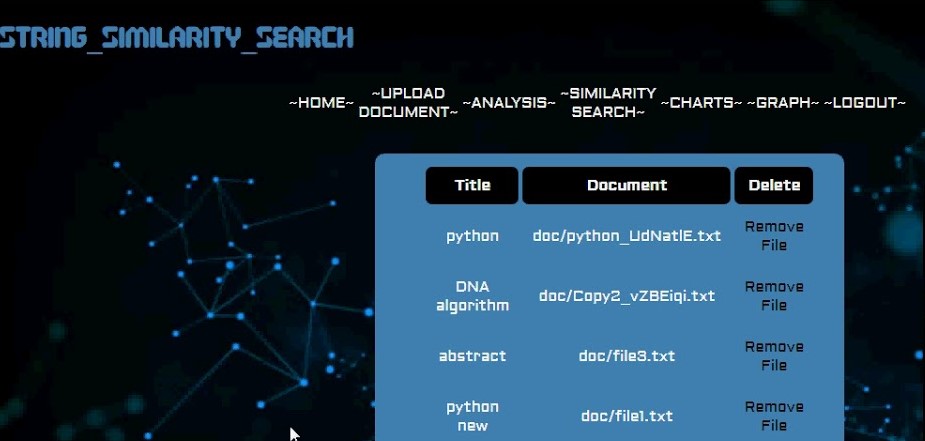 STRING_SIMILARITY_SEARCH
~HOME~ ~UPLOAD DOCUMENT~ ~ANALYSIS~ ~SIMILARITY SEARCH~ ~CHARTS~ ~GRAPH~ ~LOGOUT~
Title Document Delete
python doc/python_UdNatlE.txt Remove File
DNA algorithm doc/Copy2_vZBEiqi.txt Remove File
abstract doc/file3.txt Remove File
python new doc/file1.txt Remove File